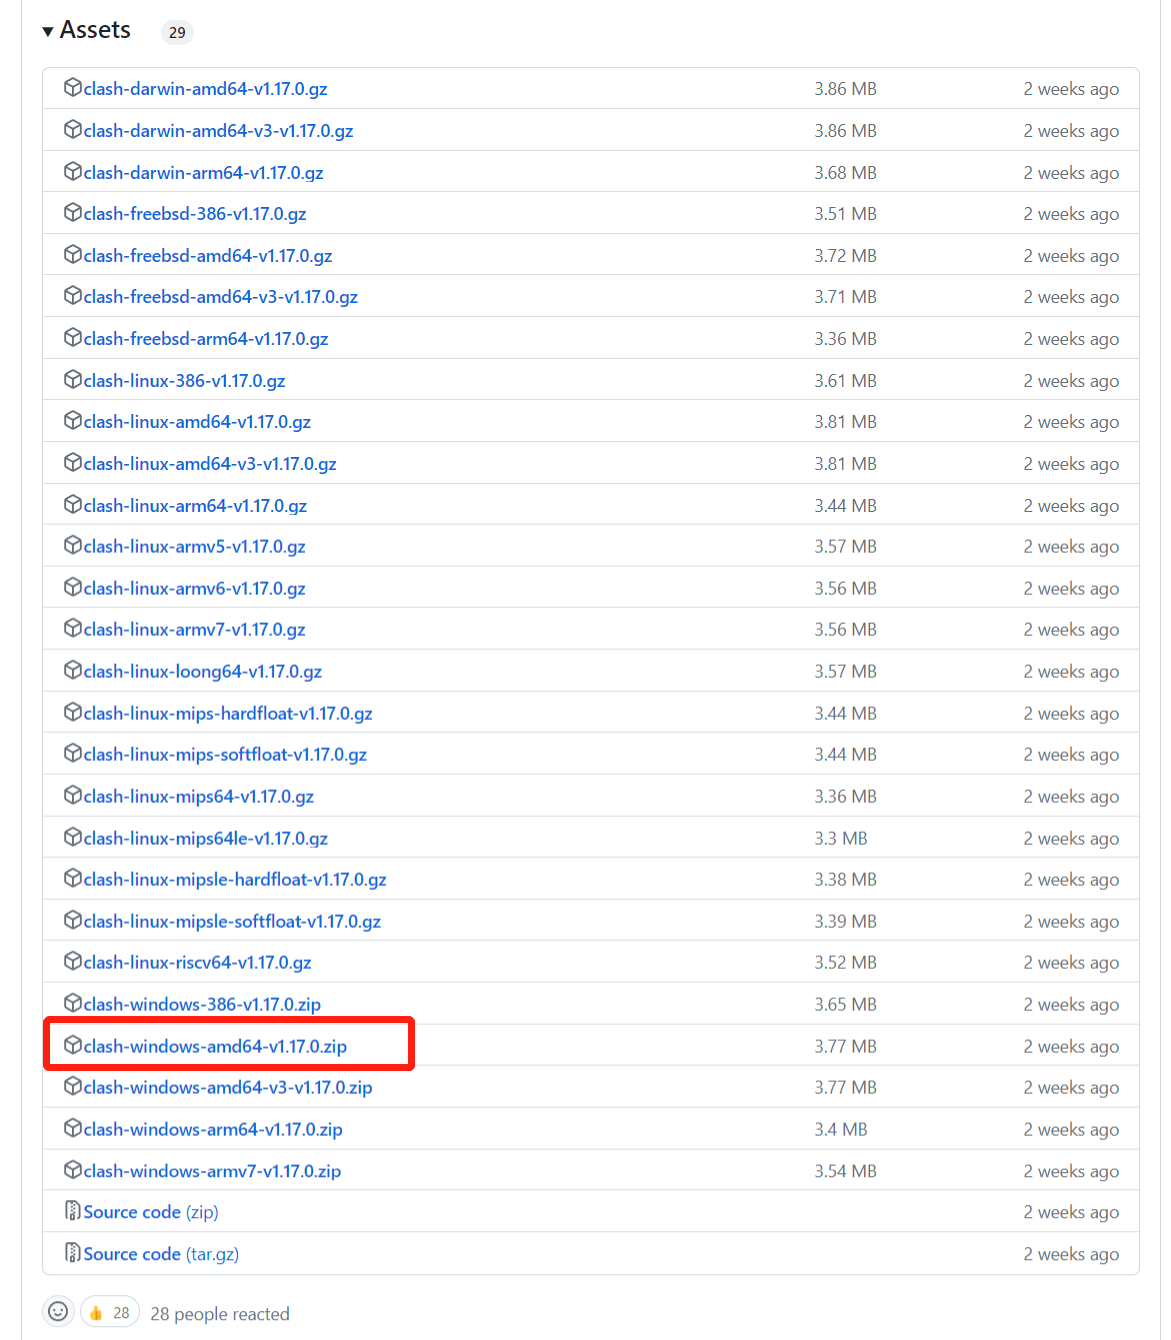 Assets 29
clash-darwin-amd64-v1.17.0.gz 3.86 MB 2 weeks ago
clash-darwin-amd64-v3-v1.17.0.gz 3.86 MB 2 weeks ago
clash-darwin-arm64-v1.17.0.gz 3.68 MB 2 weeks ago
clash-freebsd-386-v1.17.0.gz 3.51 MB 2 weeks ago
clash-freebsd-amd64-v1.17.0.gz 3.72 MB 2 weeks ago
clash-freebsd-amd64-v3-v1.17.0.gz 3.71 MB 2 weeks ago
clash-freebsd-arm64-v1.17.0.gz 3.36 MB 2 weeks ago
clash-linux-386-v1.17.0.gz 3.61 MB 2 weeks ago
clash-linux-amd64-v1.17.0.gz 3.81 MB 2 weeks ago
clash-linux-amd64-v3-v1.17.0.gz 3.81 MB 2 weeks ago
clash-linux-arm64-v1.17.0.gz 3.44 MB 2 weeks ago
clash-linux-armv5-v1.17.0.gz 3.57 MB 2 weeks ago
clash-linux-armv6-v1.17.0.gz 3.56 MB 2 weeks ago
clash-linux-armv7-v1.17.0.gz 3.56 MB 2 weeks ago
clash-linux-loong64-v1.17.0.gz 3.57 MB 2 weeks ago
clash-linux-mips-hardfloat-v1.17.0.gz 3.44 MB 2 weeks ago
clash-linux-mips-softfloat-v1.17.0.gz 3.44 MB 2 weeks ago
clash-linux-mips64-v1.17.0.gz 3.36 MB 2 weeks ago
clash-linux-mips64le-v1.17.0.gz 3.3 MB 2 weeks ago
clash-linux-mipsle-hardfloat-v1.17.0.gz 3.38 MB 2 weeks ago
clash-linux-mipsle-softfloat-v1.17.0.gz 3.39 MB 2 weeks ago
clash-linux-riscv64-v1.17.0.gz 3.52 MB 2 weeks ago
clash-windows-386-v1.17.0.zip 3.65 MB 2 weeks ago
clash-windows-amd64-v1.17.0.zip 3.77 MB 2 weeks ago
clash-windows-amd64-v3-v1.17.0.zip 3.77 MB 2 weeks ago
clash-windows-arm64-v1.17.0.zip 3.4 MB 2 weeks ago
clash-windows-armv7-v1.17.0.zip 3.54 MB 2 weeks ago
Source code (zip) 2 weeks ago
Source code (tar.gz) 2 weeks ago
28 28 people reacted